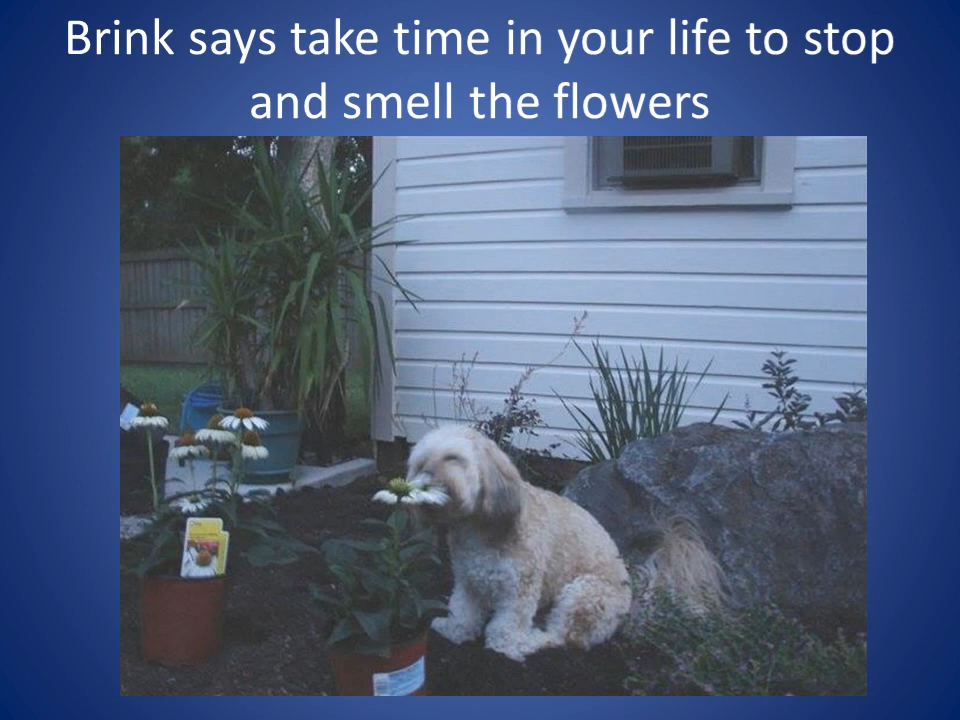 Brink says take time in your life to stop
and smell the flowers